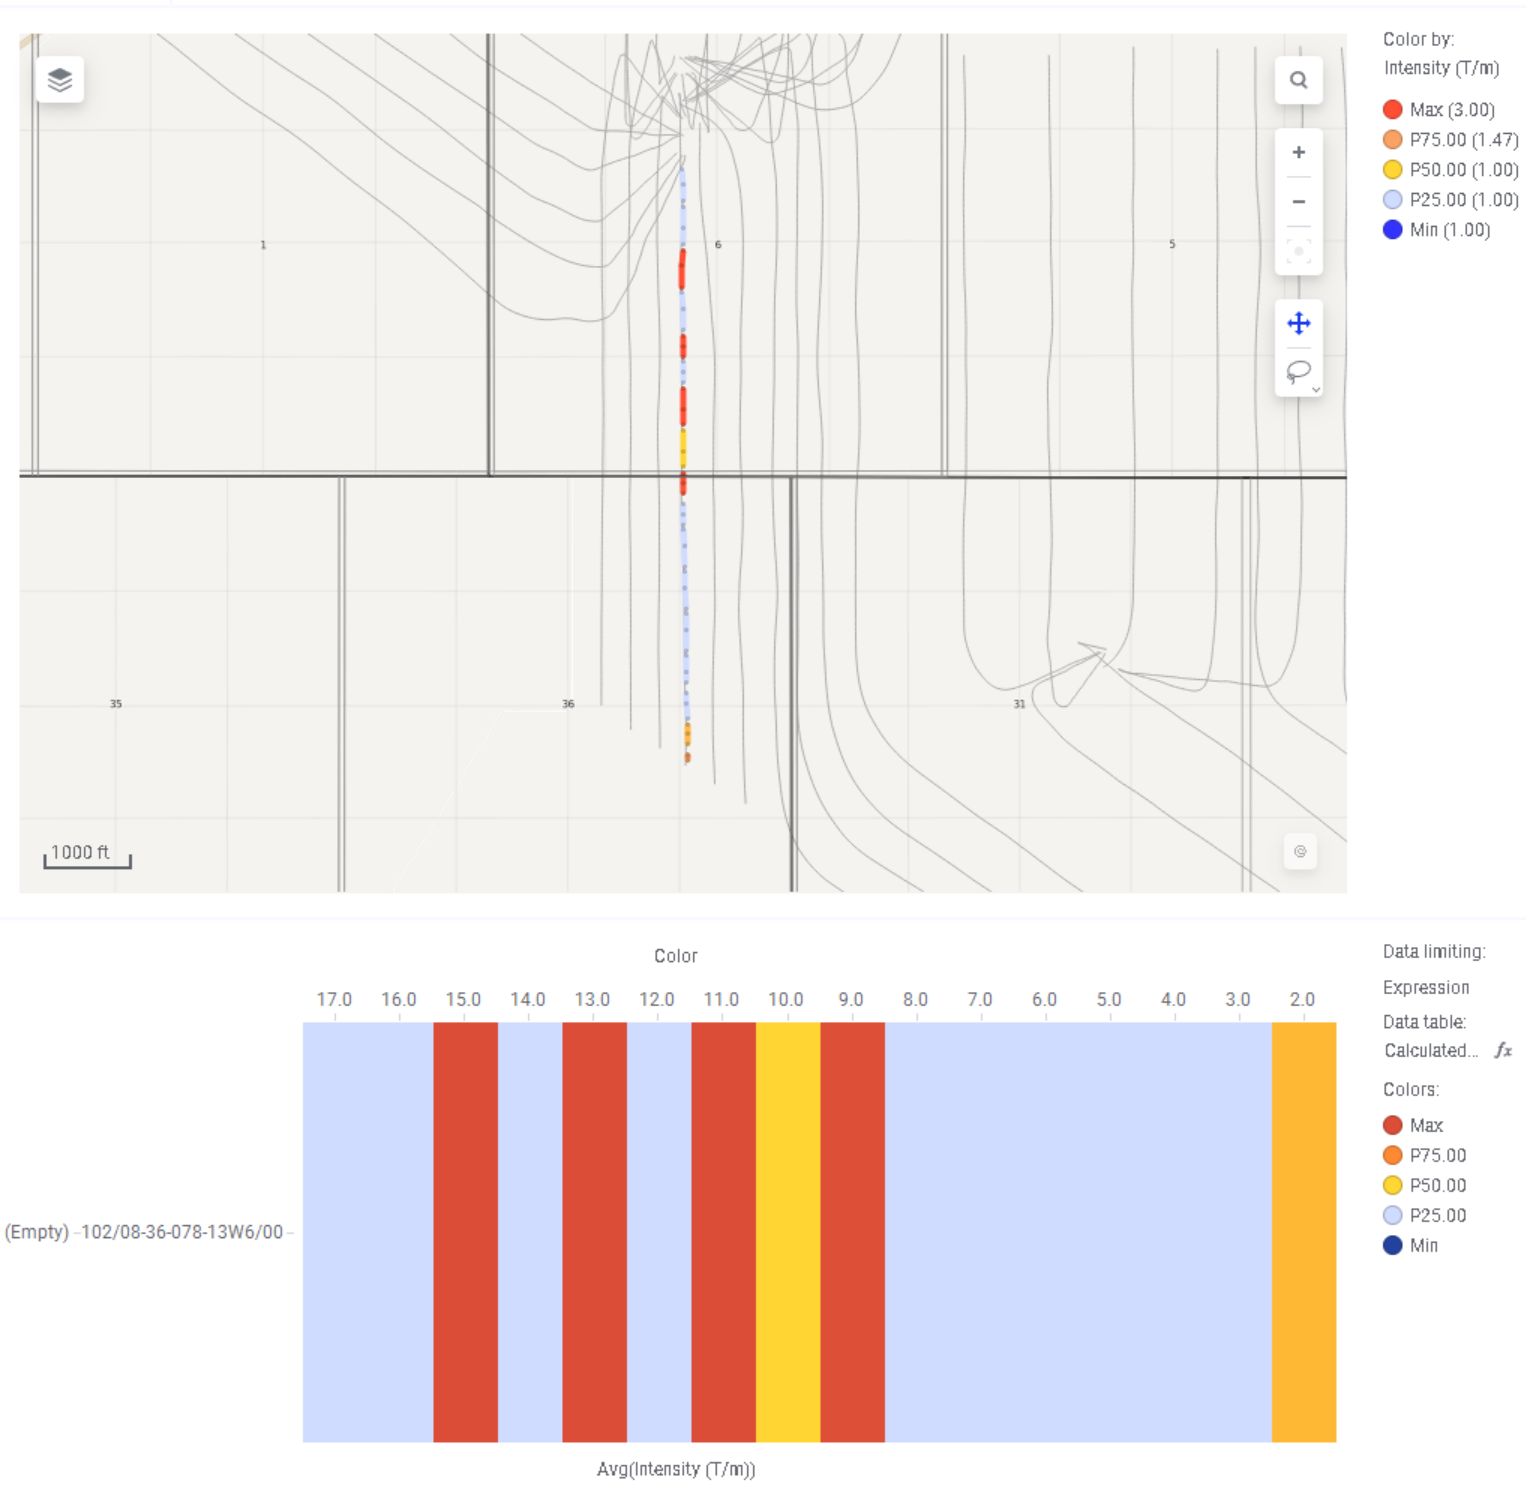 Color by:
Intensity (T/m)
Max (3.00)
P75.00 (1.47)
P50.00 (1.00)
P25.00 (1.00)
Min (1.00)
1
6
5
35
36
31
1000 ft
Color
17.0 16.0 15.0 14.0 13.0 12.0 11.0 10.0 9.0 8.0 7.0 6.0 5.0 4.0 3.0 2.0
(Empty) 102/08-36-078-13W6/00
Avg(Intensity (T/m))
Data limiting:
Expression
Data table:
Calculated... fx
Colors:
Max
P75.00
P50.00
P25.00
Min